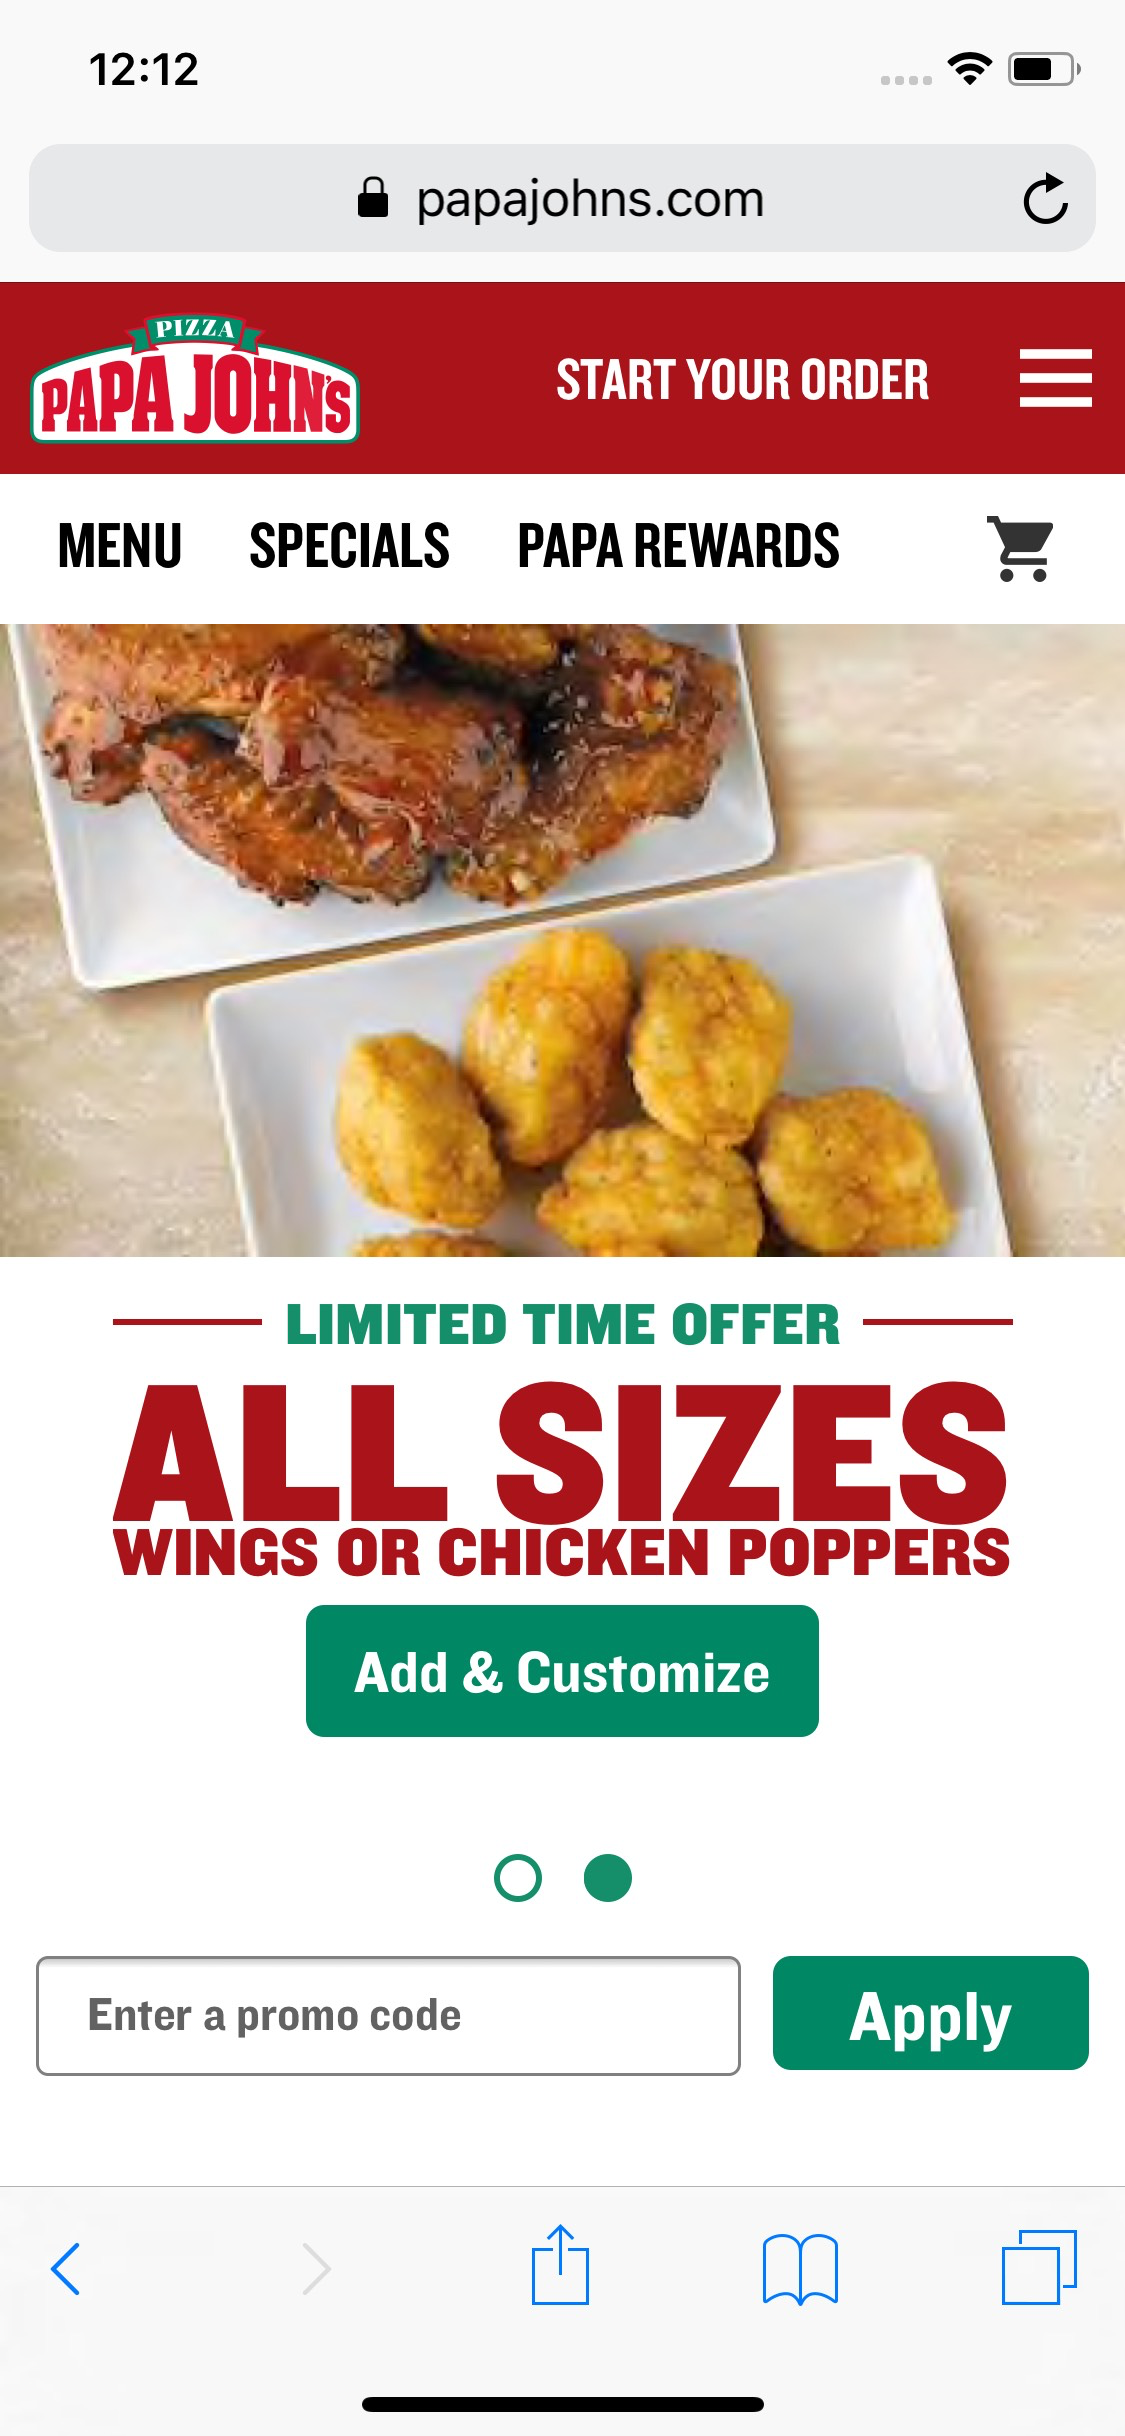 12:12
papajohns.com
PIZZA
PAPA JOHN'S
START YOUR ORDER
MENU SPECIALS PAPA REWARDS
LIMITED TIME OFFER
ALL SIZES
WINGS OR CHICKEN POPPERS
Add & Customize
Enter a promo code
Apply